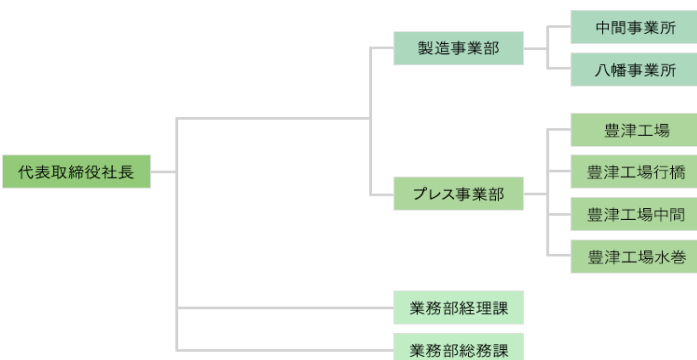 代表取締役社長
製造事業部
中間事業所
八幡事業所
プレス事業部
豊津工場
豊津工場行橋
豊津工場中間
豊津工場水巻
業務部経理課
業務部総務課